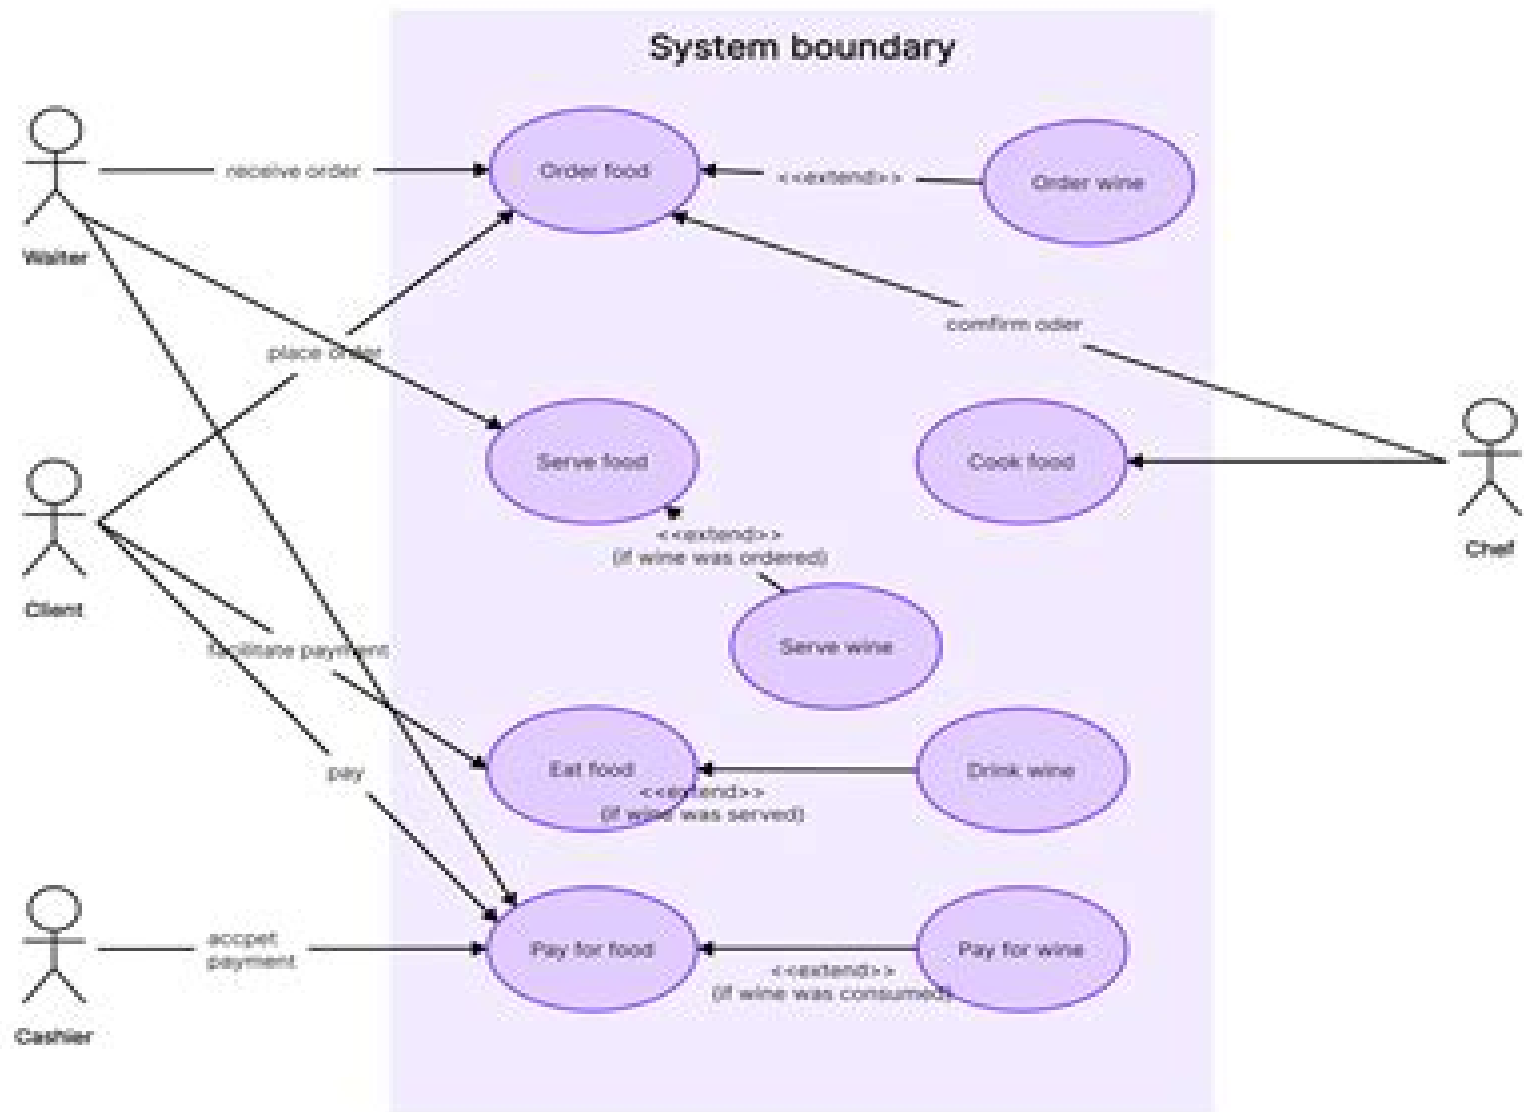 System boundary
receive order
Order food
<<extend>>
Order wine
Waiter
comfirm oder
place order
Serve food
Cook food
<<extend>>
(if wine was ordered)
Chef
Client
facilitate payment
Serve wine
pay
Eat food
Drink wine
<<extend>>
(if wine was served)
accpet
payment
Pay for food
Pay for wine
<<extend>>
(if wine was consumed)
Cashier